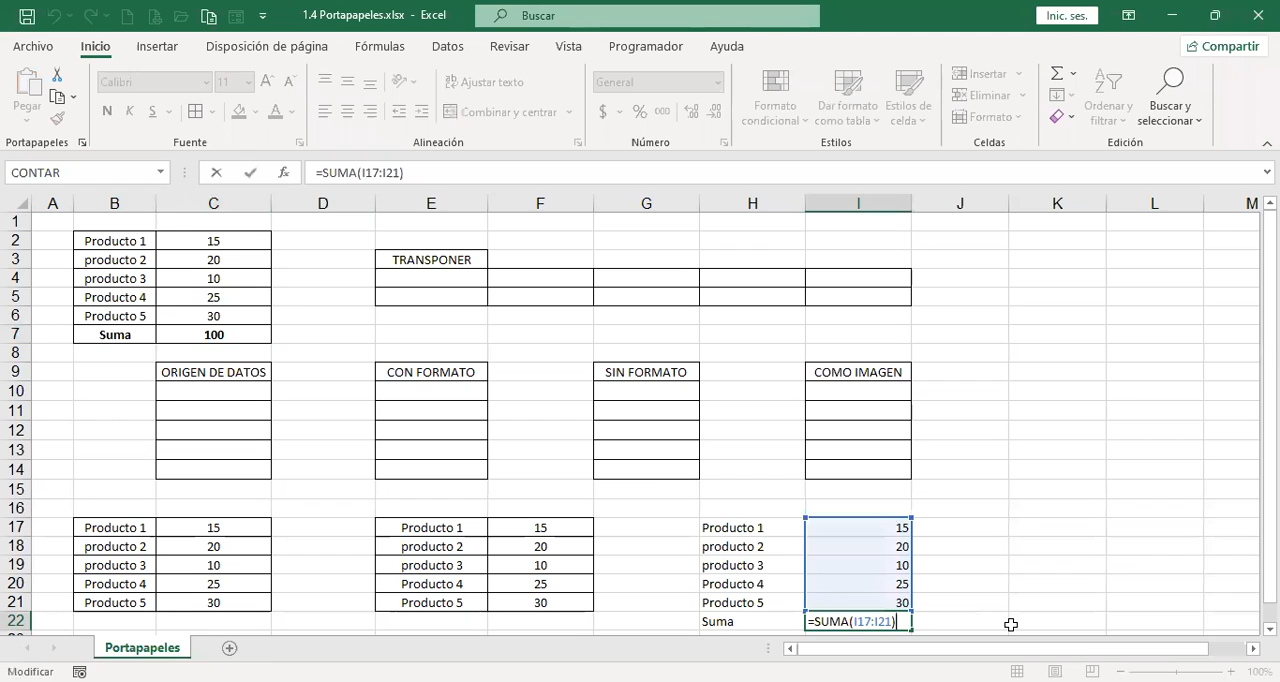 1.4 Portapapeles.xlsx - Excel
Buscar
Inic. ses.
Archivo Inicio Insertar Disposición de página Fórmulas Datos Revisar Vista Programador Ayuda Compartir
Pegar
Portapapeles
Calibri 11
N K S
Fuente
Ajustar texto
Combinar y centrar
Alineación
General
$ % 000
Número
Formato condicional
Dar formato como tabla
Estilos de celda
Estilos
Insertar
Eliminar
Formato
Celdas
Ordenar y filtrar
Buscar y seleccionar
Edición
CONTAR =SUMA(I17:I21)
A B C D E F G H I J K L M
1
2 Producto 1 15
3 producto 2 20 TRANSPONER
4 producto 3 10
5 Producto 4 25
6 Producto 5 30
7 Suma 100
8
9 ORIGEN DE DATOS CON FORMATO SIN FORMATO COMO IMAGEN
10
11
12
13
14
15
16
17 Producto 1 15 Producto 1 15 Producto 1 15
18 producto 2 20 producto 2 20 producto 2 20
19 producto 3 10 producto 3 10 producto 3 10
20 Producto 4 25 Producto 4 25 Producto 4 25
21 Producto 5 30 Producto 5 30 Producto 5 30
22 Suma =SUMA(I17:I21)
Portapapeles
Modificar 100%